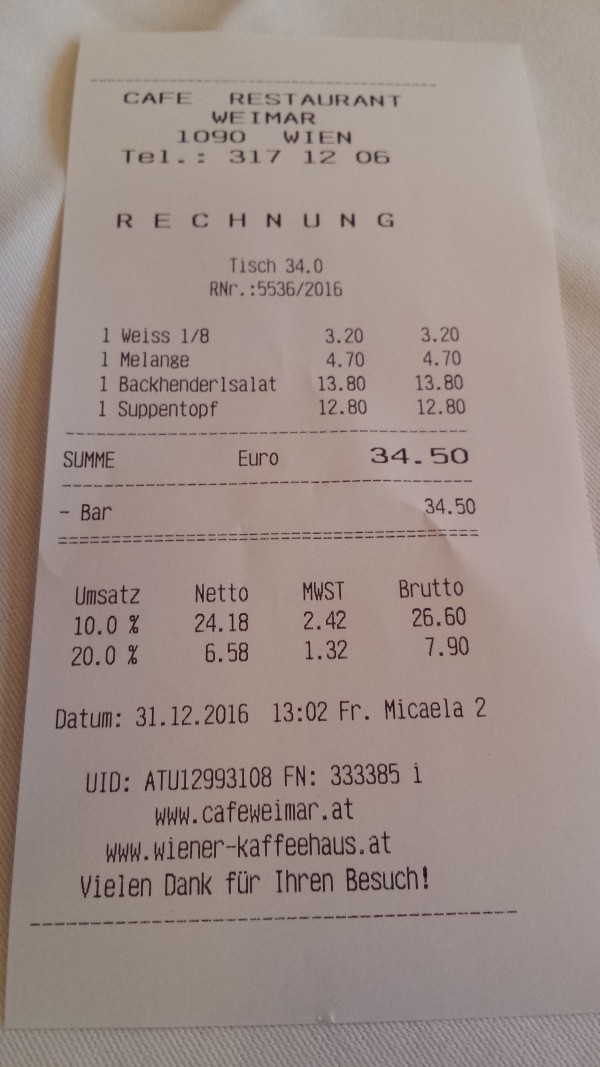 CAFE RESTAURANT
WEIMAR
1090 WIEN
Tel.: 317 12 06
RECHNUNG
Tisch 34.0
RNr.:5536/2016
1 Weiss 1/8 3.20 3.20
1 Melange 4.70 4.70
1 Backhenderlsalat 13.80 13.80
1 Suppentopf 12.80 12.80
SUMME Euro 34.50
- Bar 34.50
Umsatz Netto MWST Brutto
10.0 % 24.18 2.42 26.60
20.0 % 6.58 1.32 7.90
Datum: 31.12.2016 13:02 Fr. Micaela 2
UID: ATU12993108 FN: 333385 i
www.cafeweimar.at
www.wiener-kaffeehaus.at
Vielen Dank für Ihren Besuch!